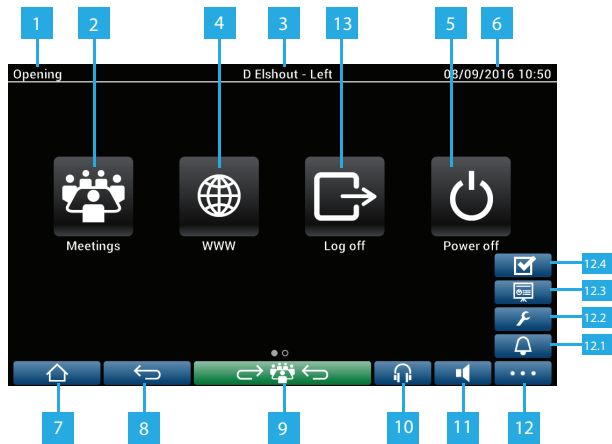 1 2 4 3 13 5 6
Opening D Elshout - Left 08/09/2016 10:50
Meetings WWW Log off Power off
12.4
12.3
12.2
12.1
7 8 9 10 11 12